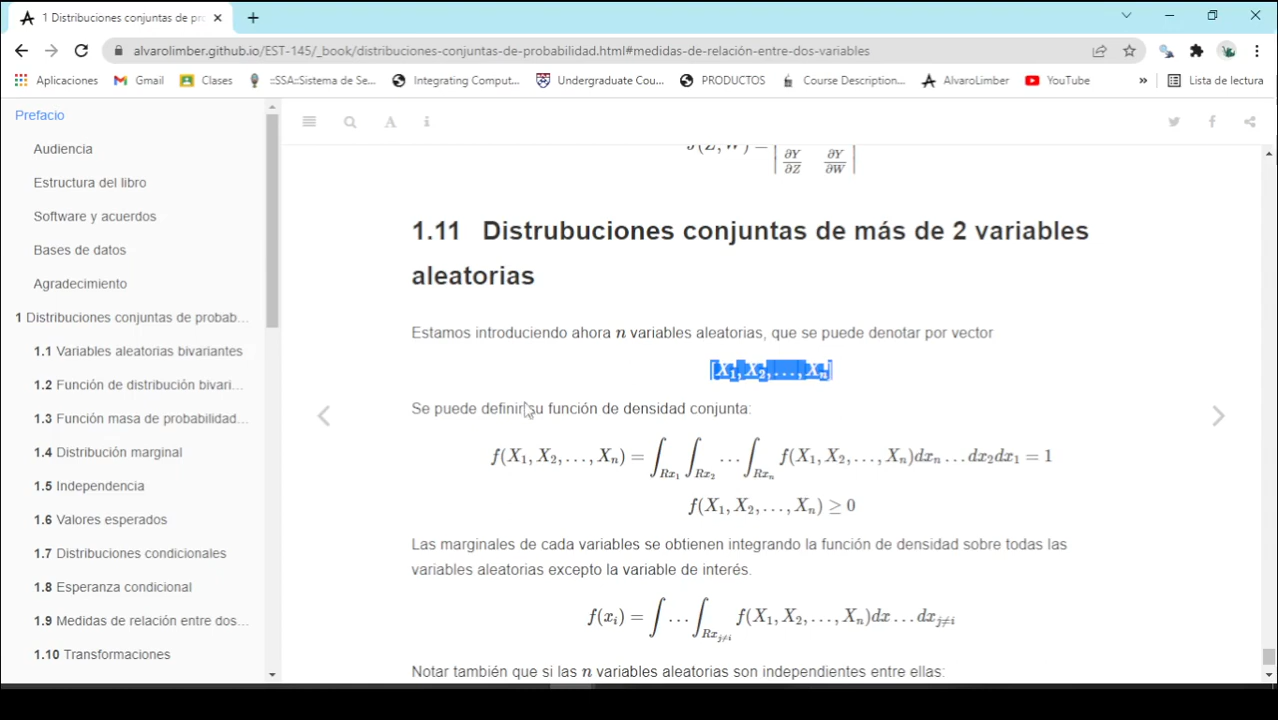 1 Distribuciones conjuntas de pro
alvarolimber.github.io/EST-145/_book/distribuciones-conjuntas-de-probabilidad.html#medidas-de-relación-entre-dos-variables
Aplicaciones Gmail Clases ::SSA::Sistema de Se... Integrating Comput... Undergraduate Cou... PRODUCTOS Course Description... AlvaroLimber YouTube » Lista de lectura
Prefacio
Audiencia
Estructura del libro
Software y acuerdos
Bases de datos
Agradecimiento
1 Distribuciones conjuntas de probab...
1.1 Variables aleatorias bivariantes
1.2 Función de distribución bivari...
1.3 Función masa de probabilidad...
1.4 Distribución marginal
1.5 Independencia
1.6 Valores esperados
1.7 Distribuciones condicionales
1.8 Esperanza condicional
1.9 Medidas de relación entre dos...
1.10 Transformaciones
J(Z, W) = | ∂Y/∂Z ∂Y/∂W |
1.11 Distrubuciones conjuntas de más de 2 variables
aleatorias
Estamos introduciendo ahora n variables aleatorias, que se puede denotar por vector
[X₁, X₂, …, Xₙ]
Se puede definir su función de densidad conjunta:
f(X₁, X₂, …, Xₙ) = ∫_{Rx₁} ∫_{Rx₂} … ∫_{Rxₙ} f(X₁, X₂, …, Xₙ)dxₙ … dx₂dx₁ = 1
f(X₁, X₂, …, Xₙ) ≥ 0
Las marginales de cada variables se obtienen integrando la función de densidad sobre todas las
variables aleatorias excepto la variable de interés.
f(xᵢ) = ∫ … ∫_{Rx_{j≠i}} f(X₁, X₂, …, Xₙ)dx … dx_{j≠i}
Notar también que si las n variables aleatorias son independientes entre ellas: